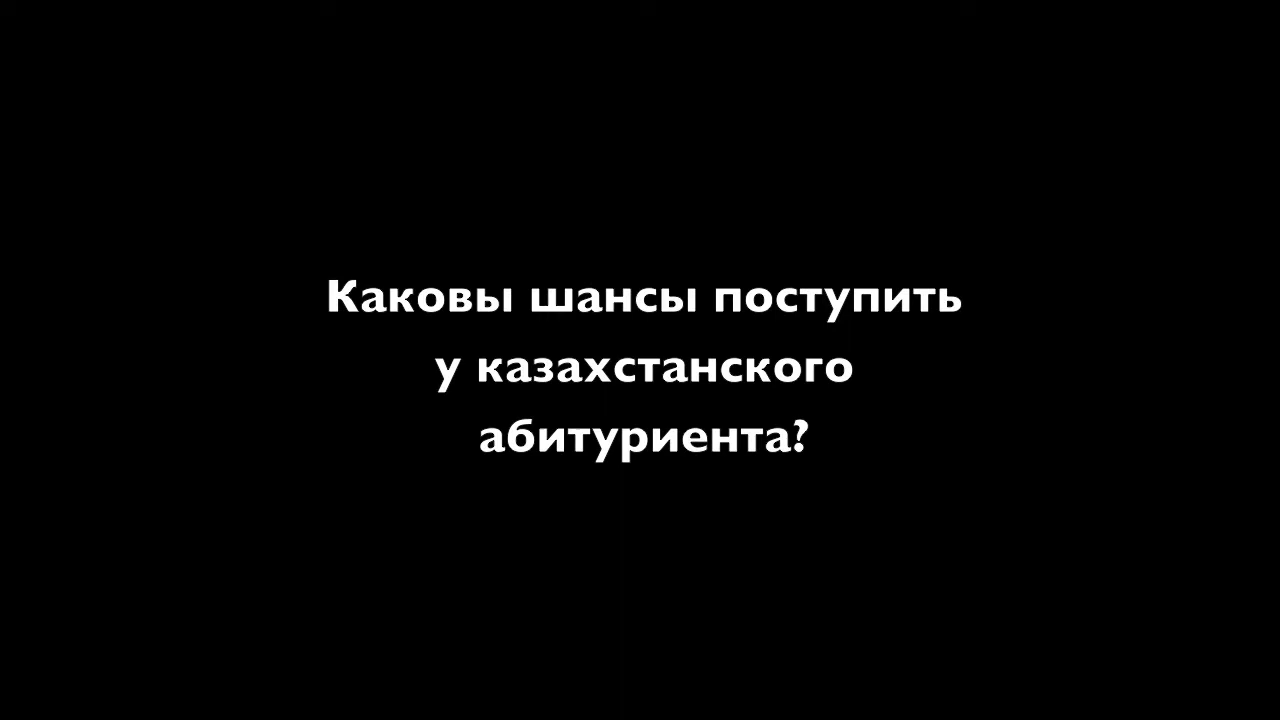 Каковы шансы поступить
у казахстанского
абитуриента?